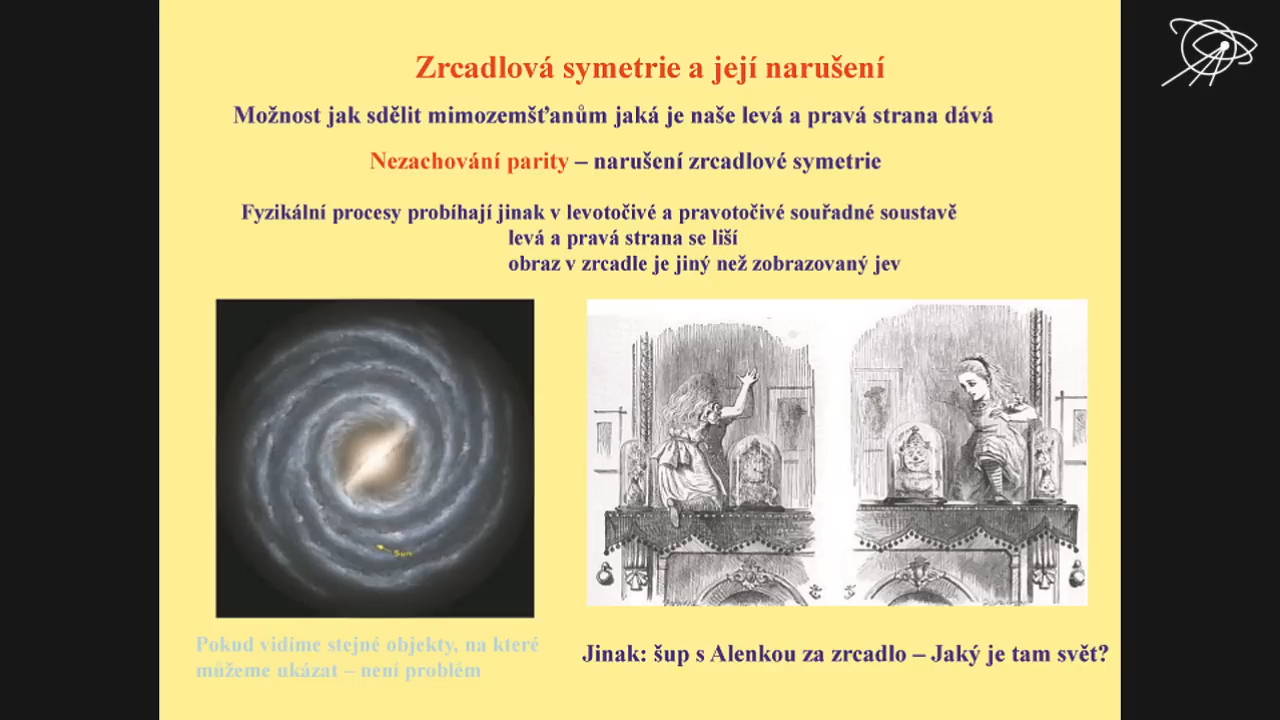 Zrcadlová symetrie a její narušení
Možnost jak sdělit mimozemšťanům jaká je naše levá a pravá strana dává
Nezachování parity – narušení zrcadlové symetrie
Fyzikální procesy probíhají jinak v levotočivé a pravotočivé souřadné soustavě
levá a pravá strana se liší
obraz v zrcadle je jiný než zobrazovaný jev
Sun
Pokud vidíme stejné objekty, na které
můžeme ukázat – není problém
Jinak: šup s Alenkou za zrcadlo – Jaký je tam svět?